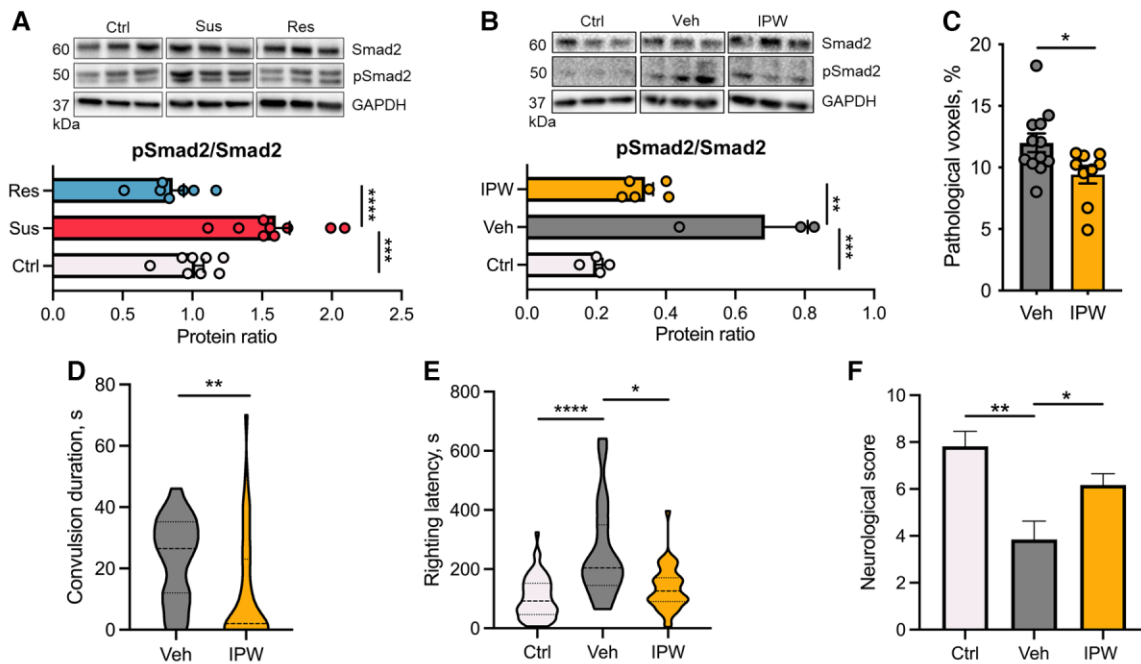 A
Ctrl Sus Res
60 Smad2
50 pSmad2
37 GAPDH
kDa
pSmad2/Smad2
Res
Sus
Ctrl
**** 
***
0.0 0.5 1.0 1.5 2.0 2.5
Protein ratio
B
Ctrl Veh IPW
60 Smad2
50 pSmad2
37 GAPDH
kDa
pSmad2/Smad2
IPW
Veh
Ctrl
**
***
0.0 0.2 0.4 0.6 0.8 1.0
Protein ratio
C
Pathological voxels, %
*
20
15
10
5
0
Veh IPW
D
Convulsion duration, s
**
80
60
40
20
0
Veh IPW
E
Righting latency, s
**** *
800
600
400
200
0
Ctrl Veh IPW
F
Neurological score
** *
10
8
6
4
2
0
Ctrl Veh IPW